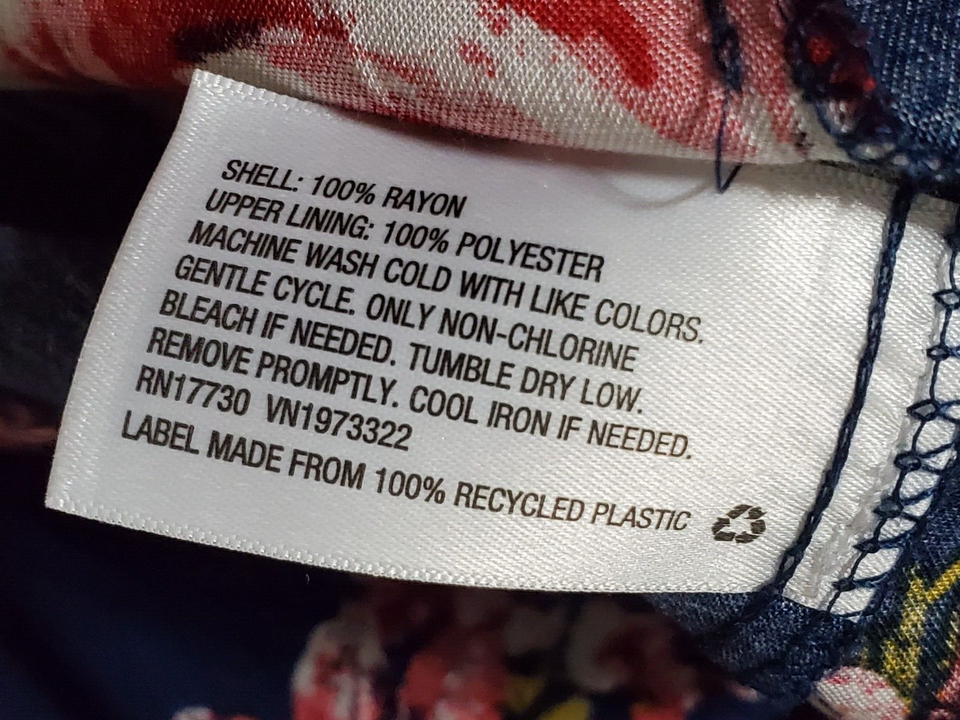 SHELL: 100% RAYON
UPPER LINING: 100% POLYESTER
MACHINE WASH COLD WITH LIKE COLORS.
GENTLE CYCLE. ONLY NON-CHLORINE
BLEACH IF NEEDED. TUMBLE DRY LOW.
REMOVE PROMPTLY. COOL IRON IF NEEDED.
RN17730 VN1973322
LABEL MADE FROM 100% RECYCLED PLASTIC